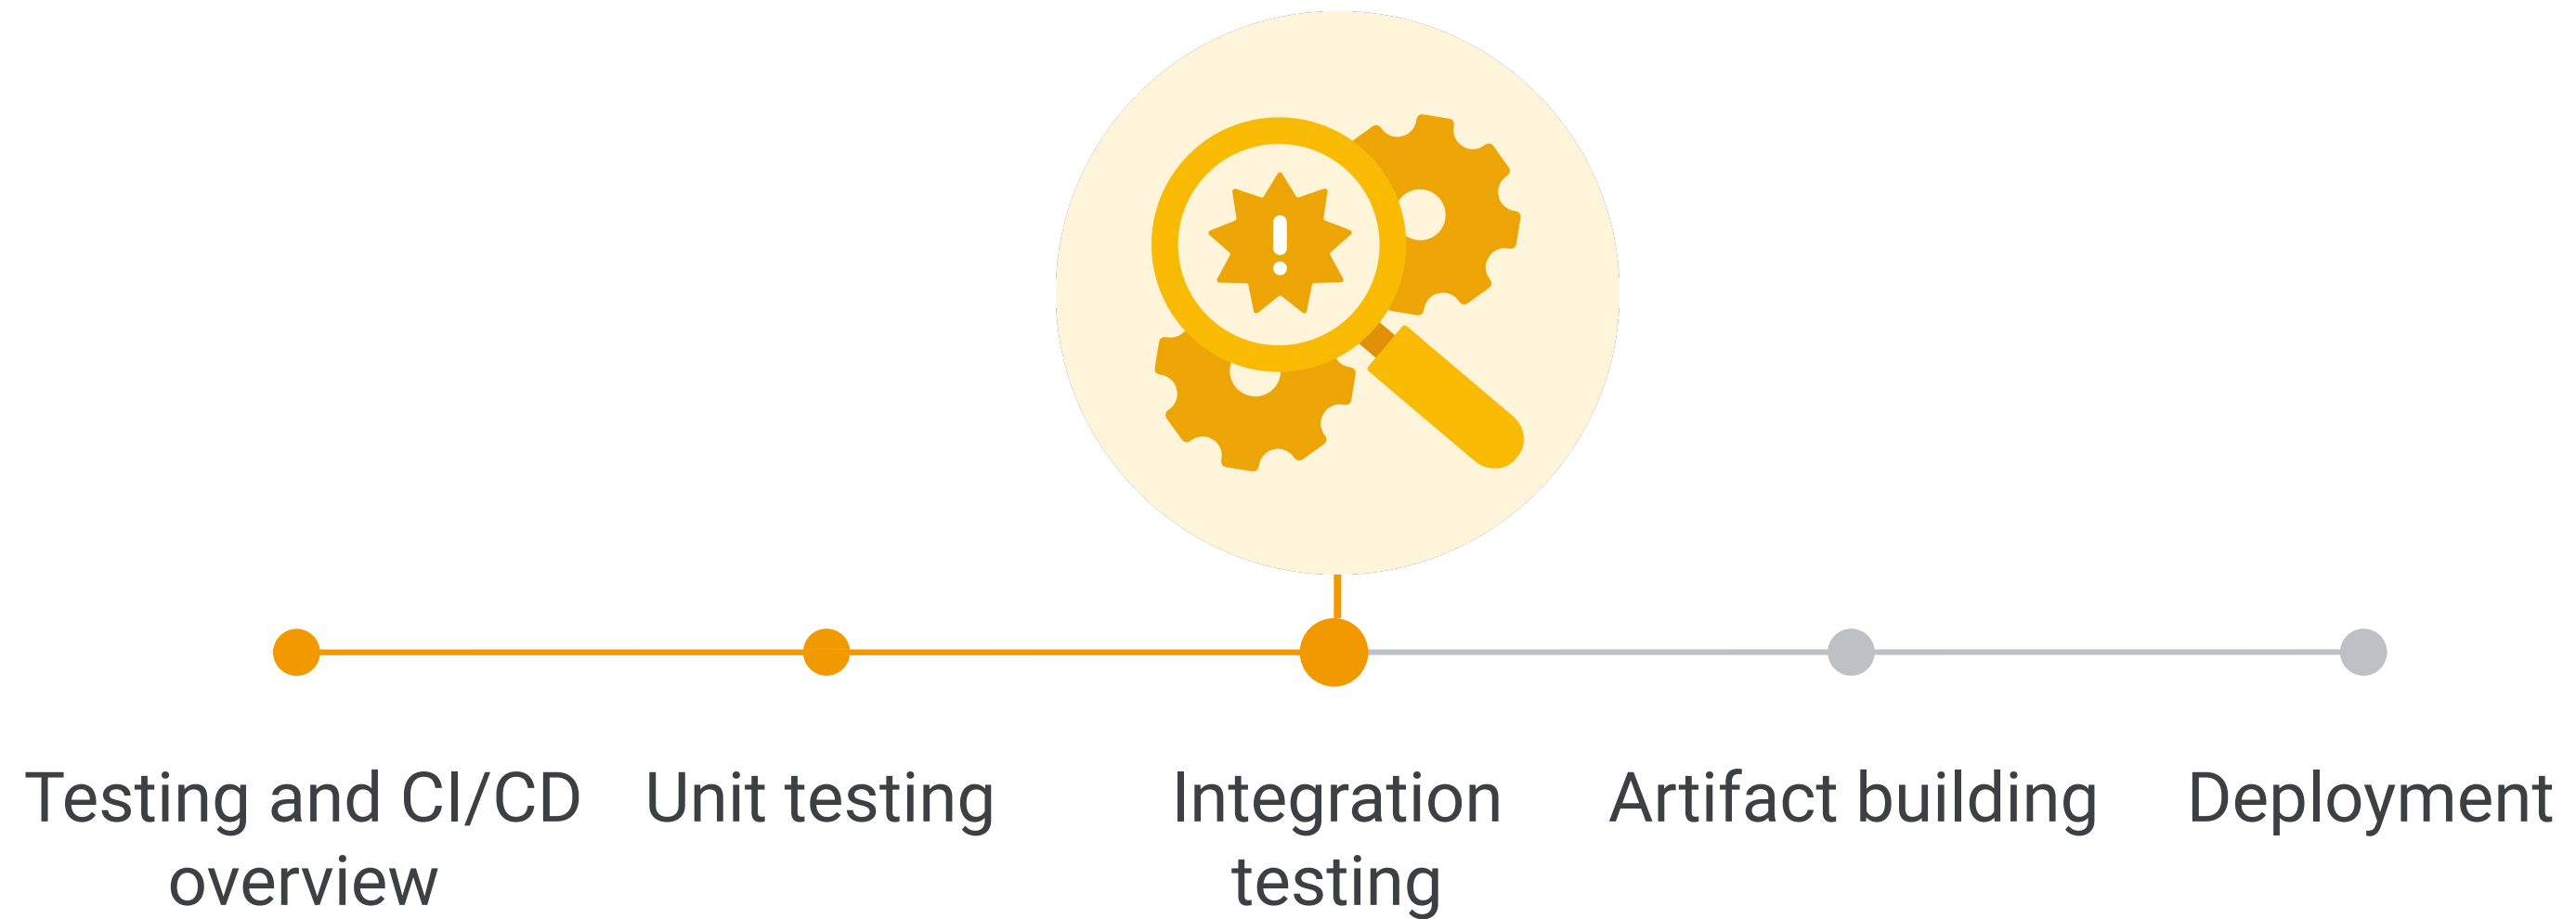 Testing and CI/CD
overview
Unit testing
Integration
testing
Artifact building
Deployment